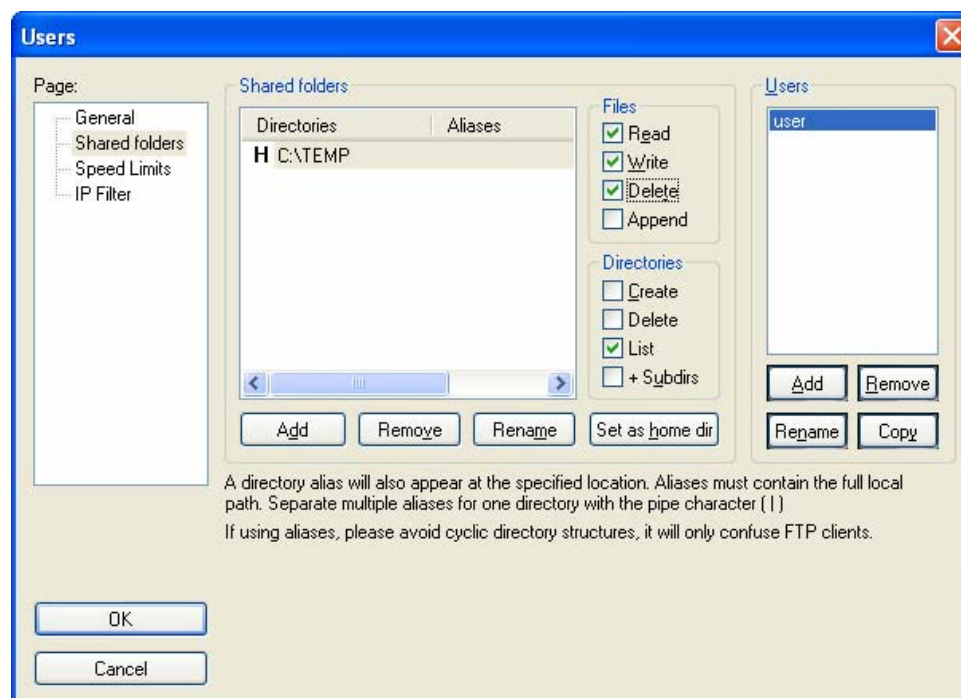 Users
Page:
General
Shared folders
Speed Limits
IP Filter
Shared folders
Directories Aliases
H C:\TEMP
Files
Read
Write
Delete
Append
Directories
Create
Delete
List
+ Subdirs
Add Remove Rename Set as home dir
Users
user
Add Remove
Rename Copy
A directory alias will also appear at the specified location. Aliases must contain the full local
path. Separate multiple aliases for one directory with the pipe character ( | )
If using aliases, please avoid cyclic directory structures, it will only confuse FTP clients.
OK
Cancel